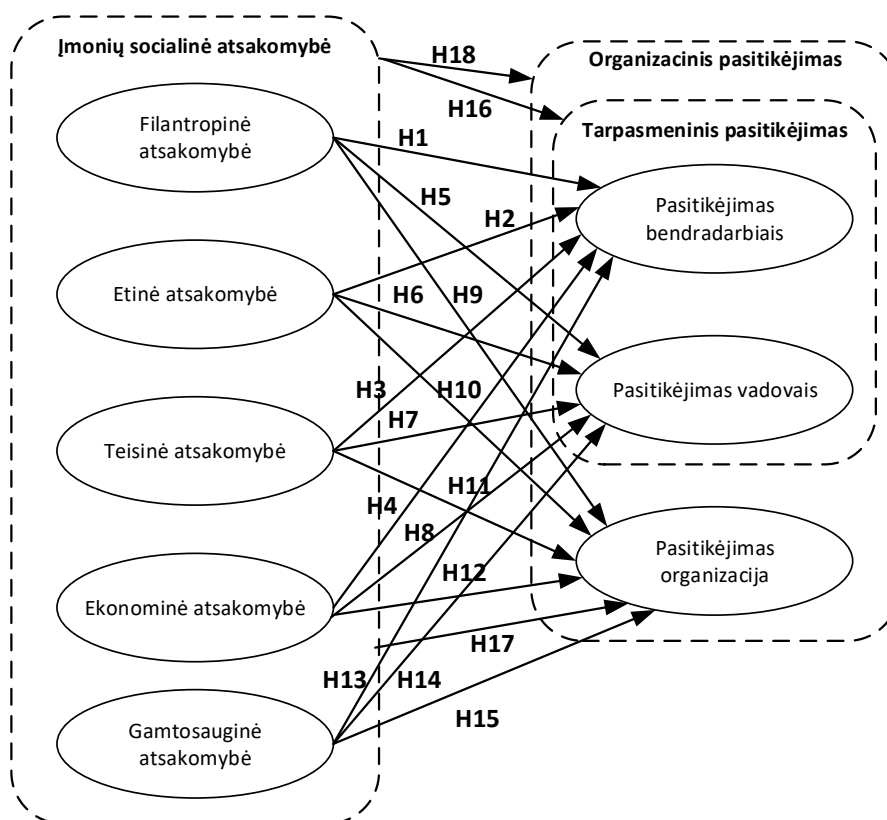 Įmonių socialinė atsakomybė
Filantropinė
atsakomybė
Etinė atsakomybė
Teisinė atsakomybė
Ekonominė atsakomybė
Gamtosauginė
atsakomybė
H18
H16
H1
H5
H2
H9
H6
H3
H10
H7
H4
H11
H8
H12
H17
H13
H14
H15
Organizacinis pasitikėjimas
Tarpasmeninis pasitikėjimas
Pasitikėjimas
bendradarbiais
Pasitikėjimas vadovais
Pasitikėjimas
organizacija